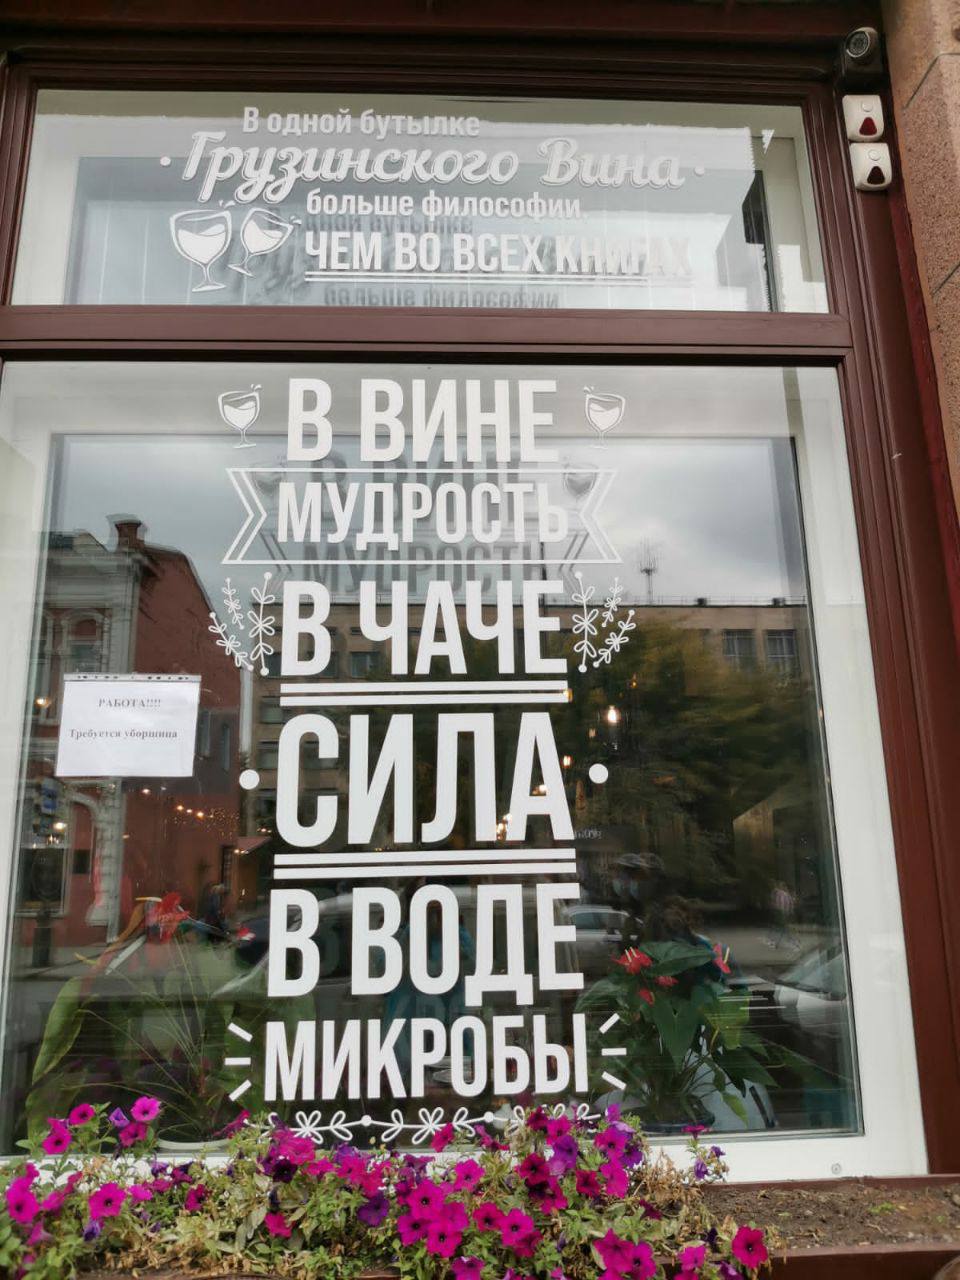 В одной бутылке
Грузинского Вина
больше философии,
ЧЕМ ВО ВСЕХ КНИГАХ
В ВИНЕ
МУДРОСТЬ
В ЧАЧЕ
СИЛА
В ВОДЕ
МИКРОБЫ
РАБОТА!!!!
Требуется уборщица